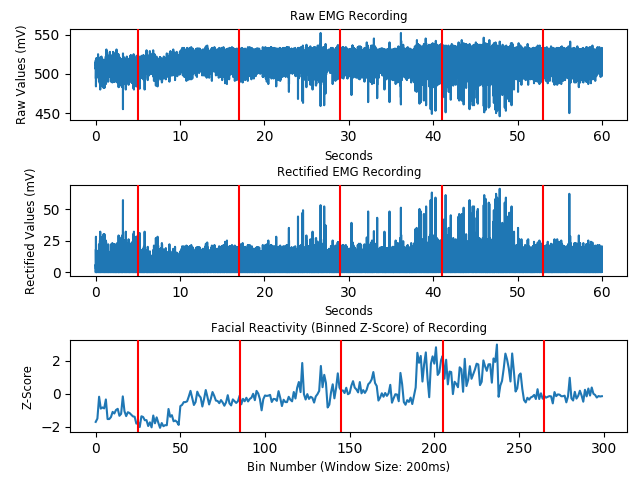 Raw EMG Recording
Raw Values (mV)
550
500
450
0 10 20 30 40 50 60
Seconds
Rectified EMG Recording
Rectified Values (mV)
50
25
0
0 10 20 30 40 50 60
Seconds
Facial Reactivity (Binned Z-Score) of Recording
Z-Score
2
0
−2
0 50 100 150 200 250 300
Bin Number (Window Size: 200ms)